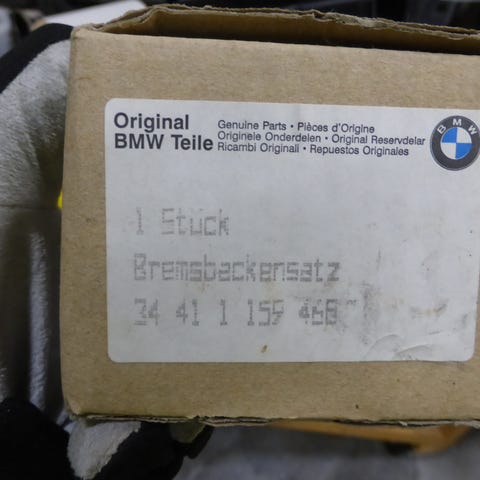 Original
BMW Teile
Genuine Parts • Pièces d'Origine
Originele Onderdelen • Original Reservdelar
Ricambi Originali • Repuestos Originales
BMW
1 Stück
Bremsbackensatz
34 41 1 159 468